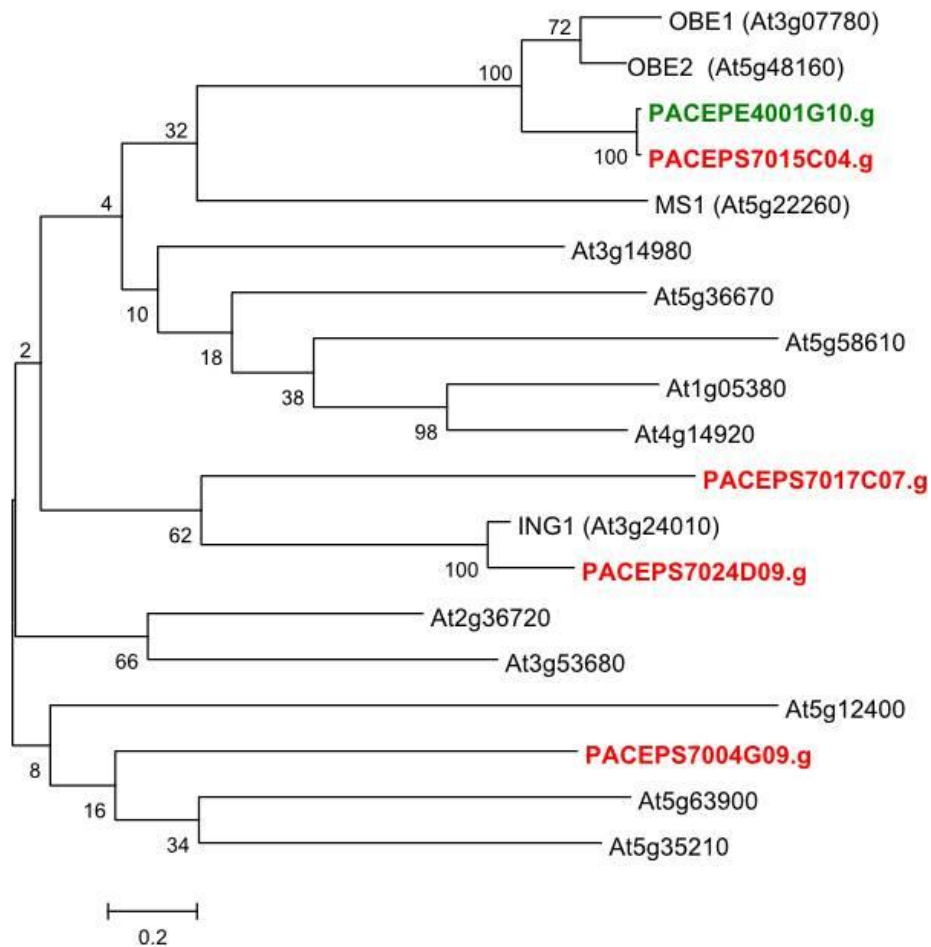 OBE1 (At3g07780)
72
OBE2 (At5g48160)
100
PACEPE4001G10.g
32
100 PACEPS7015C04.g
4
MS1 (At5g22260)
At3g14980
10
At5g36670
2
18
At5g58610
38
At1g05380
98
At4g14920
PACEPS7017C07.g
62
ING1 (At3g24010)
100
PACEPS7024D09.g
At2g36720
66
At3g53680
At5g12400
8
PACEPS7004G09.g
16
At5g63900
34
At5g35210
0.2